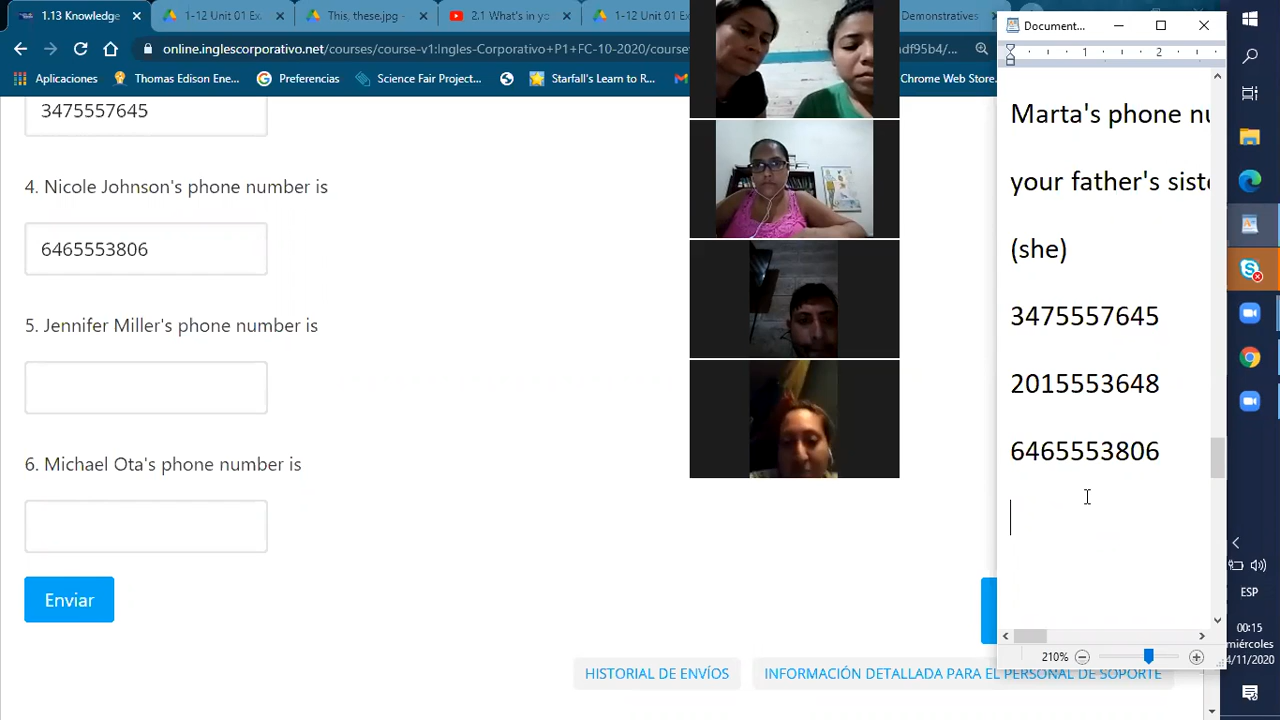 1.13 Knowledge
1-12 Unit 01 Ex.
This, these.jpg -
2.1 What's in yo
1-12 Unit 01 Ex.
Demonstratives
online.inglescorporativo.net/courses/course-v1:Ingles-Corporativo+P1+FC-10-2020/cours
adf95b4/...
Aplicaciones
Thomas Edison Ene...
Preferencias
Science Fair Project...
Starfall's Learn to R...
Chrome Web Store...
3475557645
4. Nicole Johnson's phone number is
6465553806
5. Jennifer Miller's phone number is
6. Michael Ota's phone number is
Enviar
HISTORIAL DE ENVÍOS
INFORMACIÓN DETALLADA PARA EL PERSONAL DE SOPORTE
Document...
1
2
Marta's phone nu
your father's siste
(she)
3475557645
2015553648
6465553806
210%
ESP
00:15
miércoles
4/11/2020